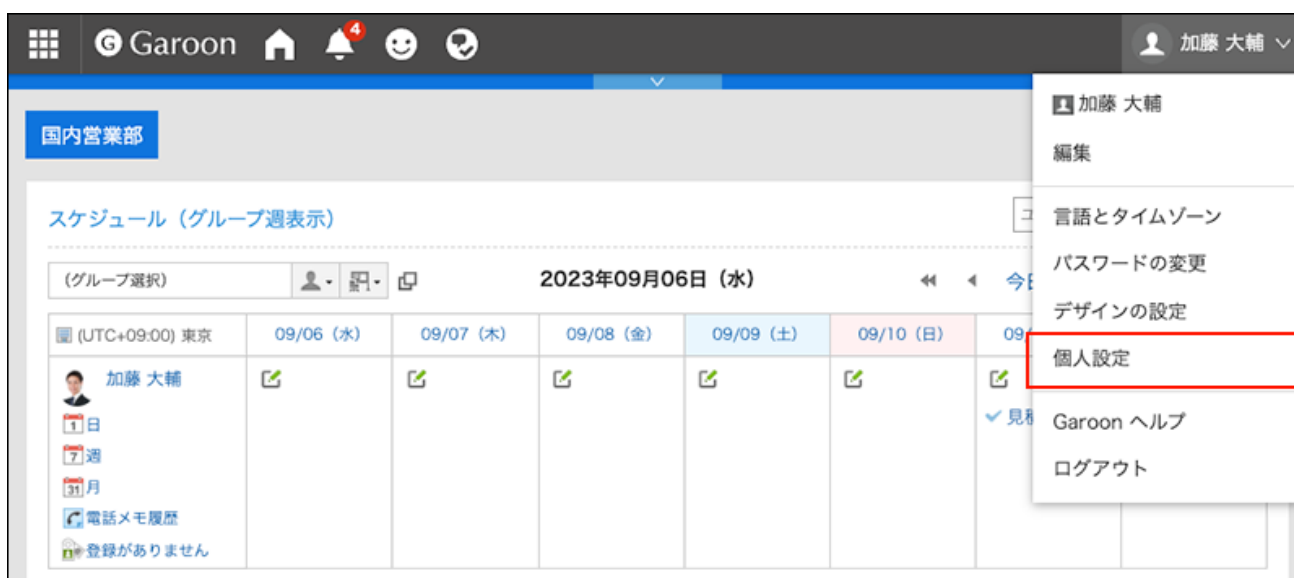 G Garoon 4 加藤 大輔
国内営業部
スケジュール（グループ週表示）
(グループ選択)
2023年09月06日（水）
(UTC+09:00) 東京 09/06（水） 09/07（木） 09/08（金） 09/09（土） 09/10（日） 09/
加藤 大輔
1 日
7 週
31 月
電話メモ履歴
登録がありません
加藤 大輔
編集
言語とタイムゾーン
パスワードの変更
デザインの設定
個人設定
Garoon ヘルプ
ログアウト